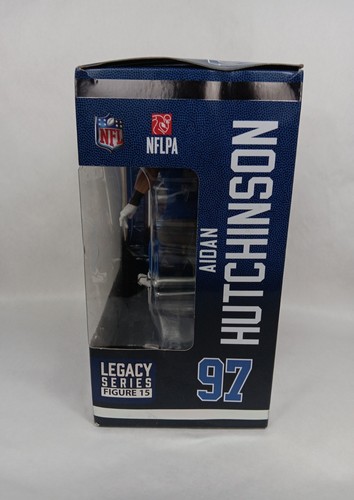 NFL
NFLPA
AIDAN
HUTCHINSON
LEGACY
SERIES
FIGURE 15
97